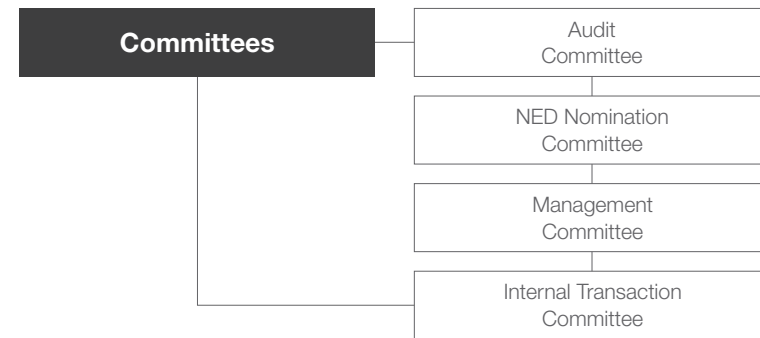 Committees
Audit
Committee
NED Nomination
Committee
Management
Committee
Internal Transaction
Committee